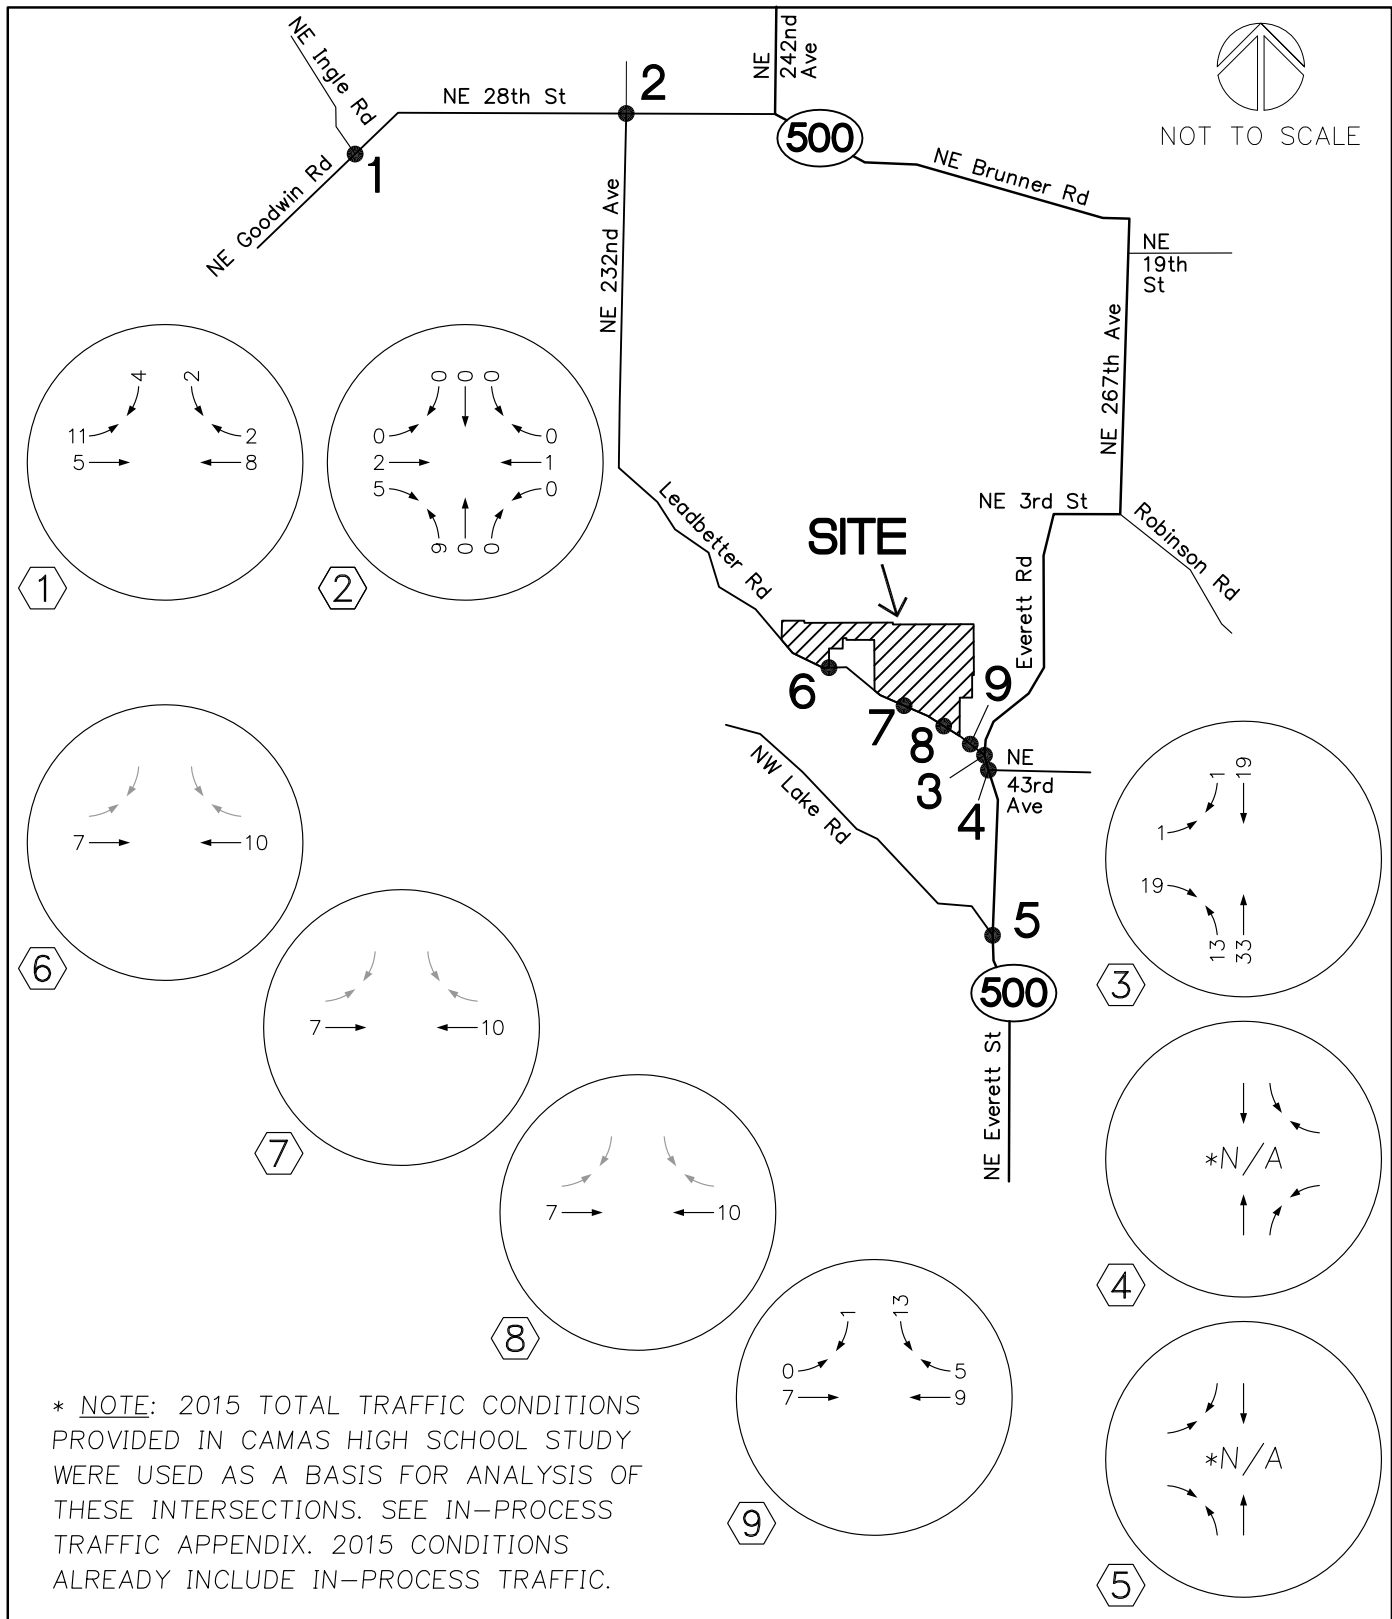 NE Ingle Rd
NE 28th St
2
NE
242nd
Ave
500
NOT TO SCALE
NE Goodwin Rd
1
NE 232nd Ave
NE Brunner Rd
NE
19th
St
NE 267th Ave
4 2
11 2
5 8
1
0 0 0
0 0
2 1
5 0
9 0 0
2
Leadbetter Rd
SITE
NE 3rd St
Robinson Rd
Everett Rd
6
7
8
9
3
4
NE
43rd
Ave
NW Lake Rd
5
500
NE Everett St
7 10
6
7 10
7
7 10
8
1 13
0 5
7 9
9
1 19
1
19
13 33
3
*N/A
4
*N/A
5
* NOTE: 2015 TOTAL TRAFFIC CONDITIONS
PROVIDED IN CAMAS HIGH SCHOOL STUDY
WERE USED AS A BASIS FOR ANALYSIS OF
THESE INTERSECTIONS. SEE IN-PROCESS
TRAFFIC APPENDIX. 2015 CONDITIONS
ALREADY INCLUDE IN-PROCESS TRAFFIC.